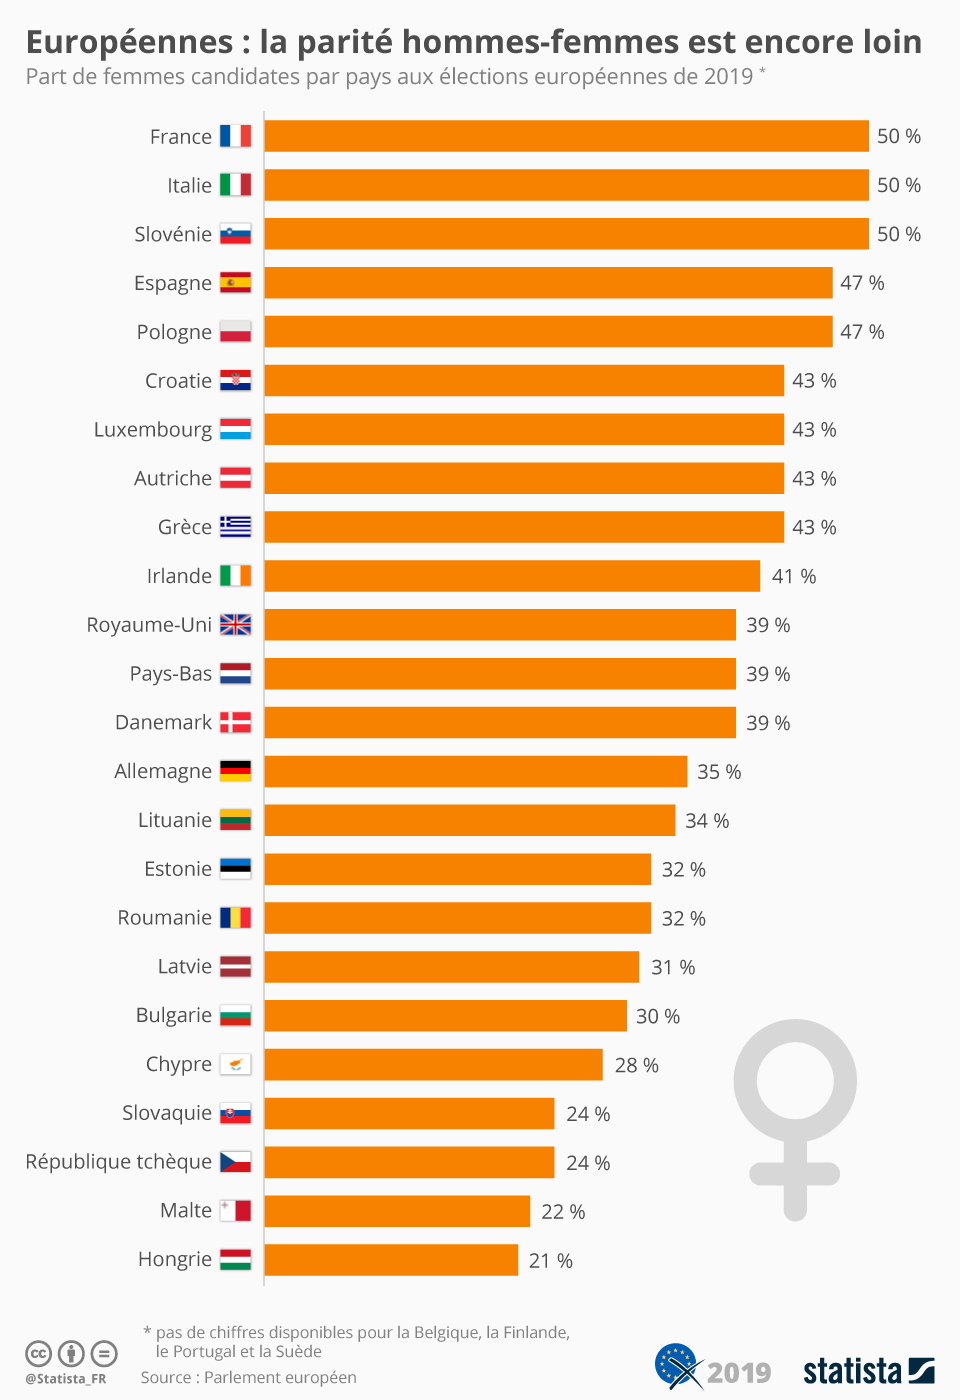 Européennes : la parité hommes-femmes est encore loin
Part de femmes candidates par pays aux élections européennes de 2019 *
France 50 %
Italie 50 %
Slovénie 50 %
Espagne 47 %
Pologne 47 %
Croatie 43 %
Luxembourg 43 %
Autriche 43 %
Grèce 43 %
Irlande 41 %
Royaume-Uni 39 %
Pays-Bas 39 %
Danemark 39 %
Allemagne 35 %
Lituanie 34 %
Estonie 32 %
Roumanie 32 %
Latvie 31 %
Bulgarie 30 %
Chypre 28 %
Slovaquie 24 %
République tchèque 24 %
Malte 22 %
Hongrie 21 %
* pas de chiffres disponibles pour la Belgique, la Finlande,
le Portugal et la Suède
cc
@Statista_FR
Source : Parlement européen
2019
statista